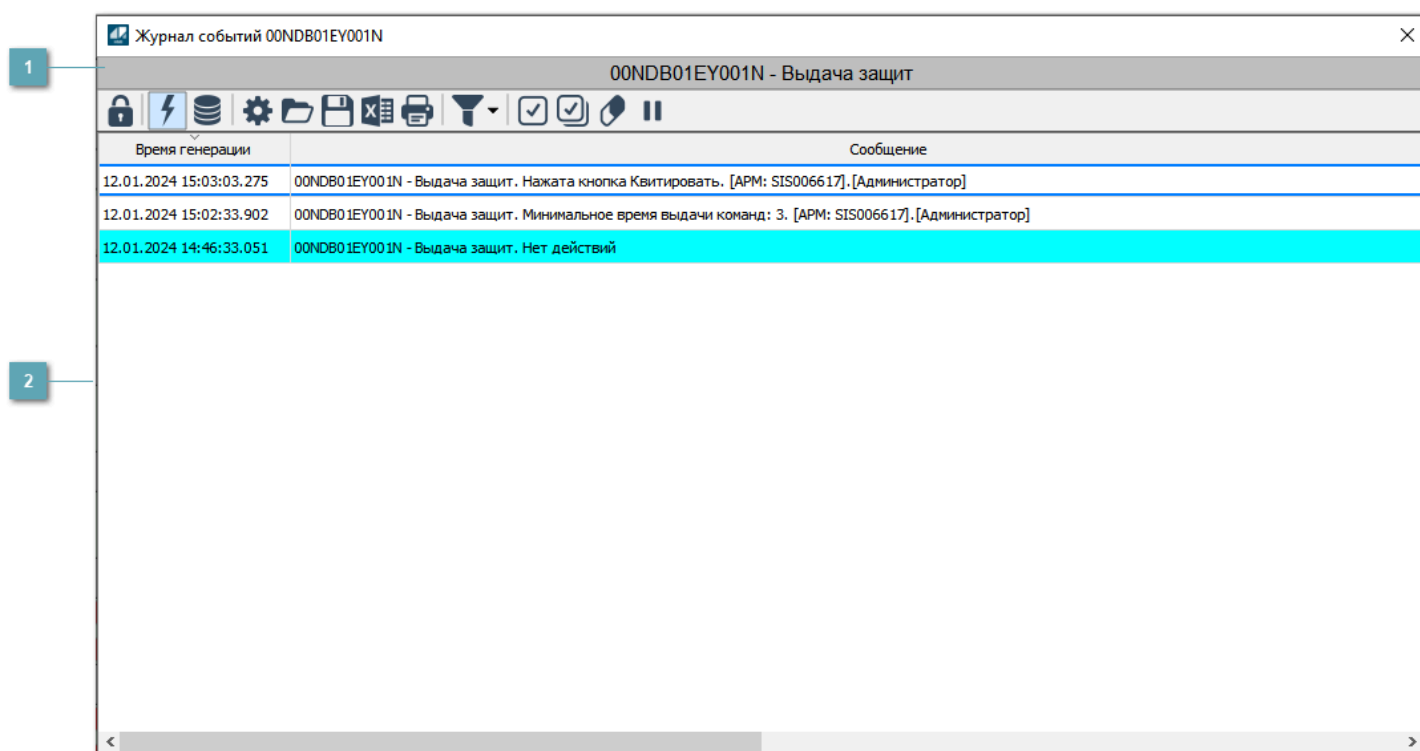 Журнал событий 00NDB01EY001N
1
00NDB01EY001N - Выдача защит
Время генерации Сообщение
12.01.2024 15:03:03.275 00NDB01EY001N - Выдача защит. Нажата кнопка Квитировать. [АРМ: SIS006617].[Администратор]
12.01.2024 15:02:33.902 00NDB01EY001N - Выдача защит. Минимальное время выдачи команд: 3. [АРМ: SIS006617].[Администратор]
12.01.2024 14:46:33.051 00NDB01EY001N - Выдача защит. Нет действий
2